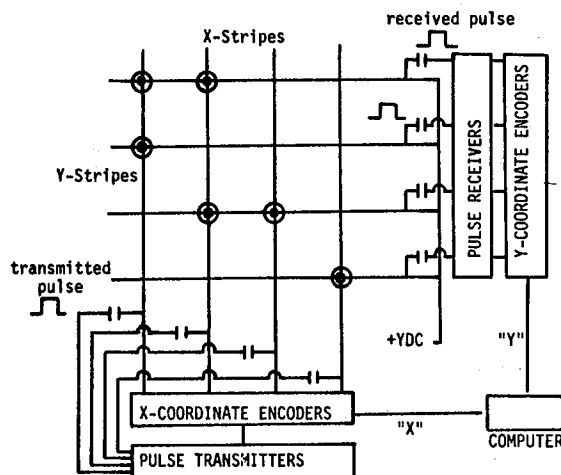 received pulse
X-Stripes
PULSE RECEIVERS
Y-COORDINATE ENCODERS
Y-Stripes
transmitted
pulse
+YDC
"Y"
X-COORDINATE ENCODERS
"X"
COMPUTER
PULSE TRANSMITTERS